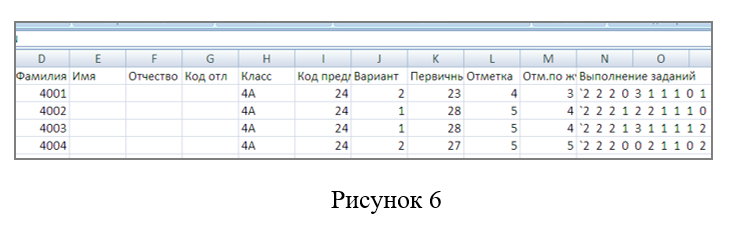 D E F G H I J K L M N O
Фамилия Имя Отчество Код отл Класс Код пред Вариант Первичнь Отметка Отм.по жу Выполнение заданий
4001 4А 24 2 23 4 3 `2 2 2 0 3 1 1 1 0 1
4002 4А 24 1 28 5 4 `2 2 2 1 2 2 1 1 1 0
4003 4А 24 1 28 5 4 `2 2 2 1 3 1 1 1 1 2
4004 4А 24 2 27 5 5 `2 2 2 0 0 2 1 1 0 2
Рисунок 6